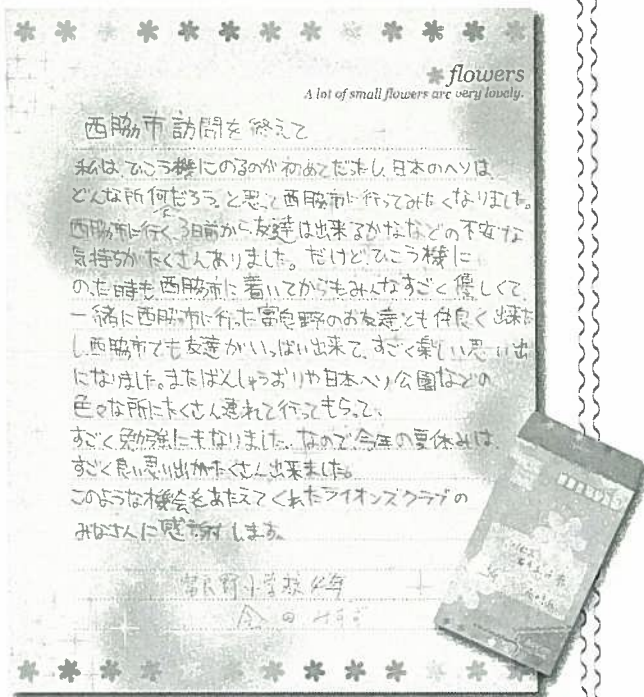 flowers
A lot of small flowers are very lovely.
西脇市訪問を終えて
私は、ひこう機にのるのが初めてだたし、日本のヘソは、
どんな所何だろう。と思って西脇市に行ってみたくなりました。
西脇市に行く、3日前から友達は出来るかななどの不安な
気持ちがたくさんありました。だけど、ひこう機に
のた時も、西脇市に着いてからもみんなすごく優しくて、
一緒に西脇市に行った富良野のお友達とも仲良く出来た
し、西脇市でも友達がいっぱい出来て、すごく楽しい思い出
になりました。またばんしゅうおりや日本ヘソ公園などの
色々な所にたくさん連れて行ってもらって、
すごく勉強にもなりました。なので、今年の夏休みは
すごく良い思い出がたくさん出来ました。
このような機会をあたえてくれたライオンズクラブの
みなさんに感謝します。
富良野小学校